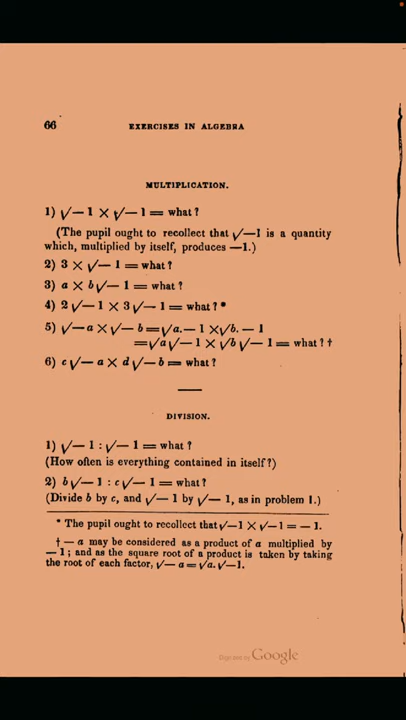 66 EXERCISES IN ALGEBRA
MULTIPLICATION.
1) √—1 × √—1 = what?
(The pupil ought to recollect that √—1 is a quantity
which, multiplied by itself, produces —1.)
2) 3 × √—1 = what?
3) a × b√—1 = what?
4) 2√—1 × 3√—1 = what?*
5) √—a × √—b = √a.—1 × √b.—1
= √a√—1 × √b√—1 = what?†
6) c√—a × d√—b = what?
DIVISION.
1) √—1 : √—1 = what?
(How often is everything contained in itself?)
2) b√—1 : c√—1 = what?
(Divide b by c, and √—1 by √—1, as in problem 1.)
* The pupil ought to recollect that √—1 × √—1 = —1.
† —a may be considered as a product of a multiplied by
—1; and as the square root of a product is taken by taking
the root of each factor, √—a = √a.√—1.
Digitized by Google